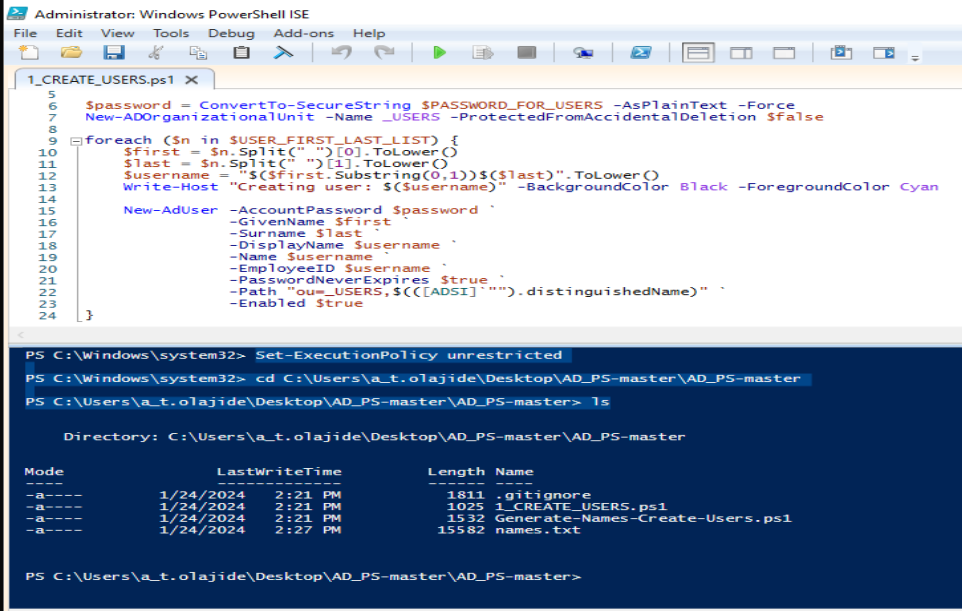 Administrator: Windows PowerShell ISE
File Edit View Tools Debug Add-ons Help
1_CREATE_USERS.ps1 X
5
6 $password = ConvertTo-SecureString $PASSWORD_FOR_USERS -AsPlainText -Force
7 New-ADOrganizationalUnit -Name _USERS -ProtectedFromAccidentalDeletion $false
8
9 foreach ($n in $USER_FIRST_LAST_LIST) {
10 $first = $n.Split(" ")[0].ToLower()
11 $last = $n.Split(" ")[1].ToLower()
12 $username = "$($first.Substring(0,1))$($last)".ToLower()
13 Write-Host "Creating user: $($username)" -BackgroundColor Black -ForegroundColor Cyan
14
15 New-AdUser -AccountPassword $password `
16 -GivenName $first `
17 -Surname $last `
18 -DisplayName $username `
19 -Name $username `
20 -EmployeeID $username `
21 -PasswordNeverExpires $true `
22 -Path "ou=_USERS,$(([ADSI]`"").distinguishedName)" `
23 -Enabled $true
24 }
PS C:\Windows\system32> Set-ExecutionPolicy unrestricted
PS C:\Windows\system32> cd C:\Users\a_t.olajide\Desktop\AD_PS-master\AD_PS-master
PS C:\Users\a_t.olajide\Desktop\AD_PS-master\AD_PS-master> ls
Directory: C:\Users\a_t.olajide\Desktop\AD_PS-master\AD_PS-master
Mode LastWriteTime Length Name
---- ------------- ------ ----
-a---- 1/24/2024 2:21 PM 1811 .gitignore
-a---- 1/24/2024 2:21 PM 1025 1_CREATE_USERS.ps1
-a---- 1/24/2024 2:21 PM 1532 Generate-Names-Create-Users.ps1
-a---- 1/24/2024 2:27 PM 15582 names.txt
PS C:\Users\a_t.olajide\Desktop\AD_PS-master\AD_PS-master>